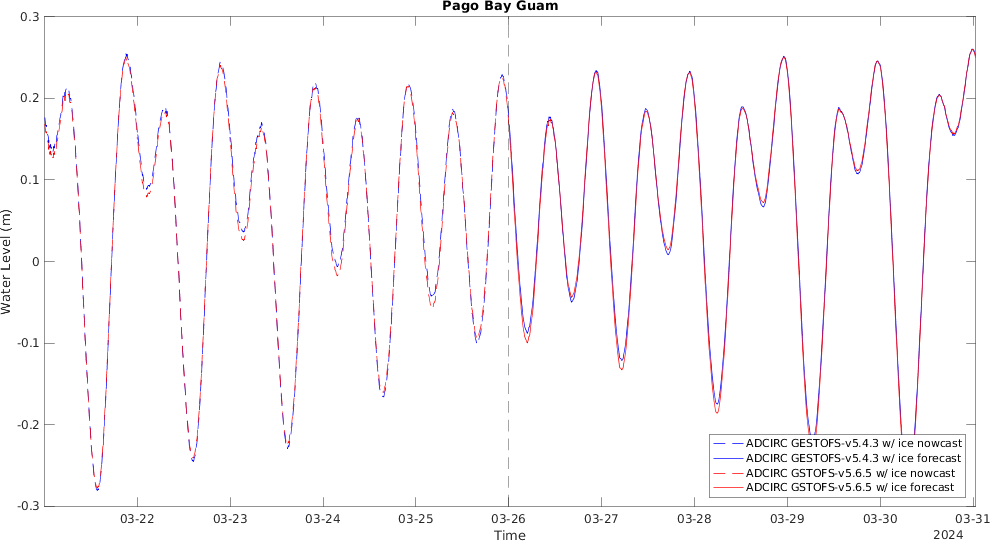 Pago Bay Guam
0.3
0.2
0.1
0
-0.1
-0.2
-0.3
Water Level (m)
03-22
03-23
03-24
03-25
03-26
03-27
03-28
03-29
03-30
03-31
Time
2024
ADCIRC GESTOFS-v5.4.3 w/ ice nowcast
ADCIRC GESTOFS-v5.4.3 w/ ice forecast
ADCIRC GSTOFS-v5.6.5 w/ ice nowcast
ADCIRC GSTOFS-v5.6.5 w/ ice forecast